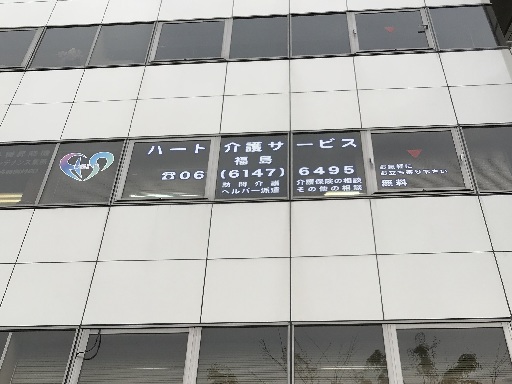 ハート介護サービス
福島
☎06(6147)6495
訪問介護
ヘルパー派遣
介護保険の相談
その他の相談
お気軽に
お立ち寄り下さい
無料